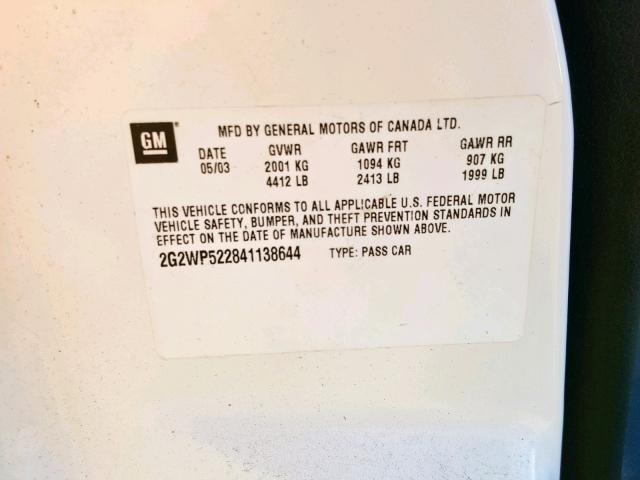 GM
MFD BY GENERAL MOTORS OF CANADA LTD.
DATE GVWR GAWR FRT GAWR RR
05/03 2001 KG 1094 KG 907 KG
4412 LB 2413 LB 1999 LB
THIS VEHICLE CONFORMS TO ALL APPLICABLE U.S. FEDERAL MOTOR
VEHICLE SAFETY, BUMPER, AND THEFT PREVENTION STANDARDS IN
EFFECT ON THE DATE OF MANUFACTURE SHOWN ABOVE.
2G2WP522841138644 TYPE: PASS CAR